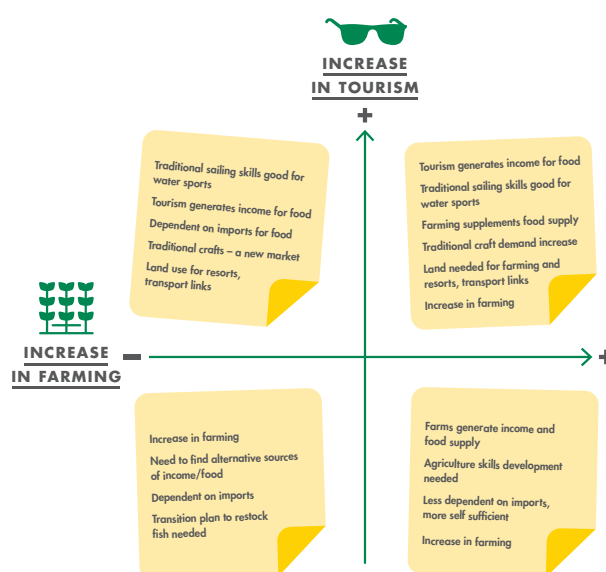 INCREASE
IN TOURISM
+
Traditional sailing skills good for
water sports
Tourism generates income for food
Dependent on imports for food
Traditional crafts – a new market
Land use for resorts,
transport links
Tourism generates income for food
Traditional sailing skills good for
water sports
Farming supplements food supply
Traditional craft demand increase
Land needed for farming and
resorts, transport links
Increase in farming
INCREASE
IN FARMING
–
+
Increase in farming
Need to find alternative sources
of income/food
Dependent on imports
Transition plan to restock
fish needed
Farms generate income and
food supply
Agriculture skills development
needed
Less dependent on imports,
more self sufficient
Increase in farming